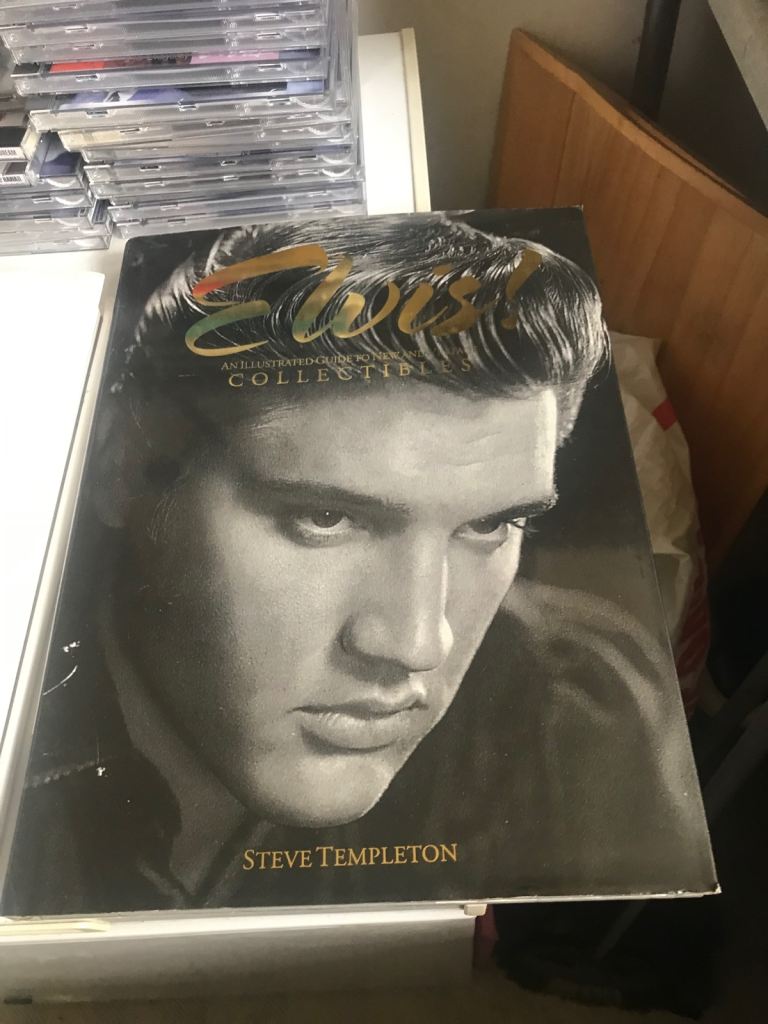 Elvis!
AN ILLUSTRATED GUIDE TO NEW AND
COLLECTIBLES
STEVE TEMPLETON